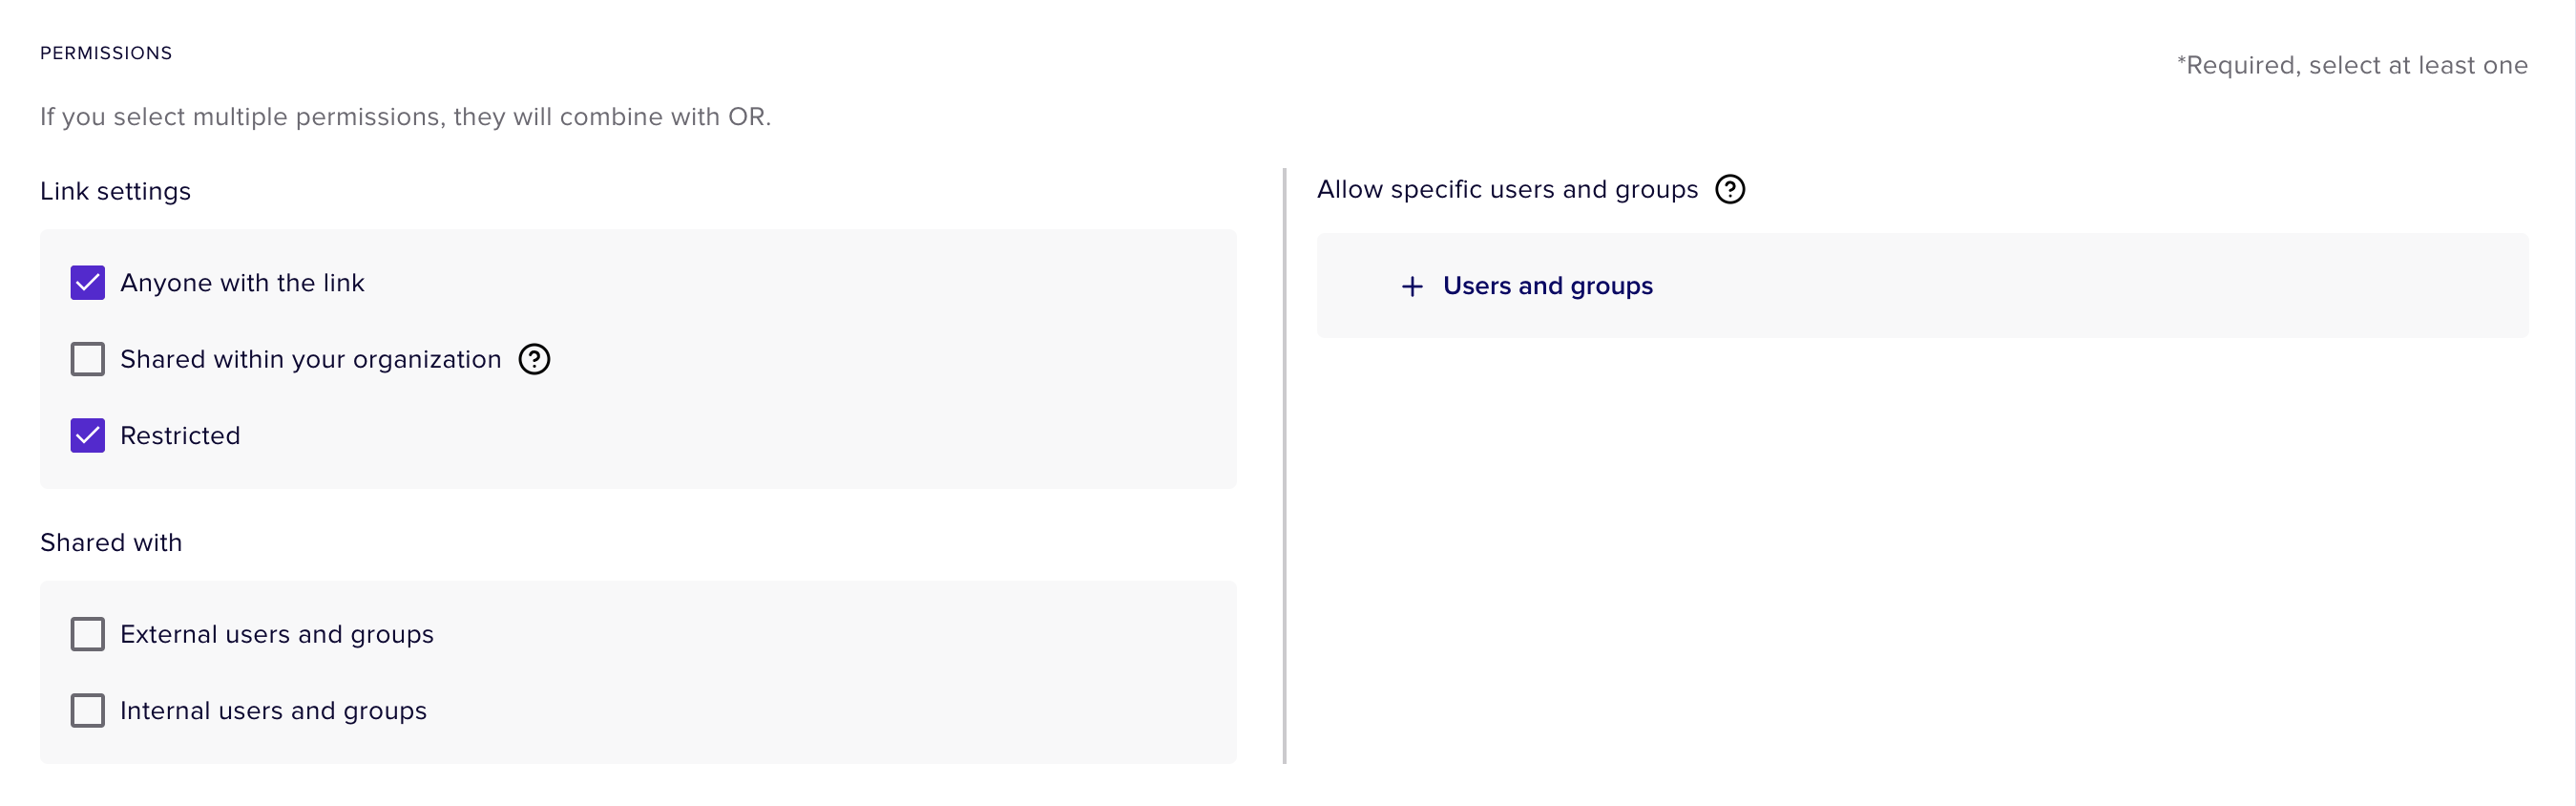 PERMISSIONS
*Required, select at least one
If you select multiple permissions, they will combine with OR.
Link settings
Anyone with the link
Shared within your organization
Restricted
Shared with
External users and groups
Internal users and groups
Allow specific users and groups
+ Users and groups